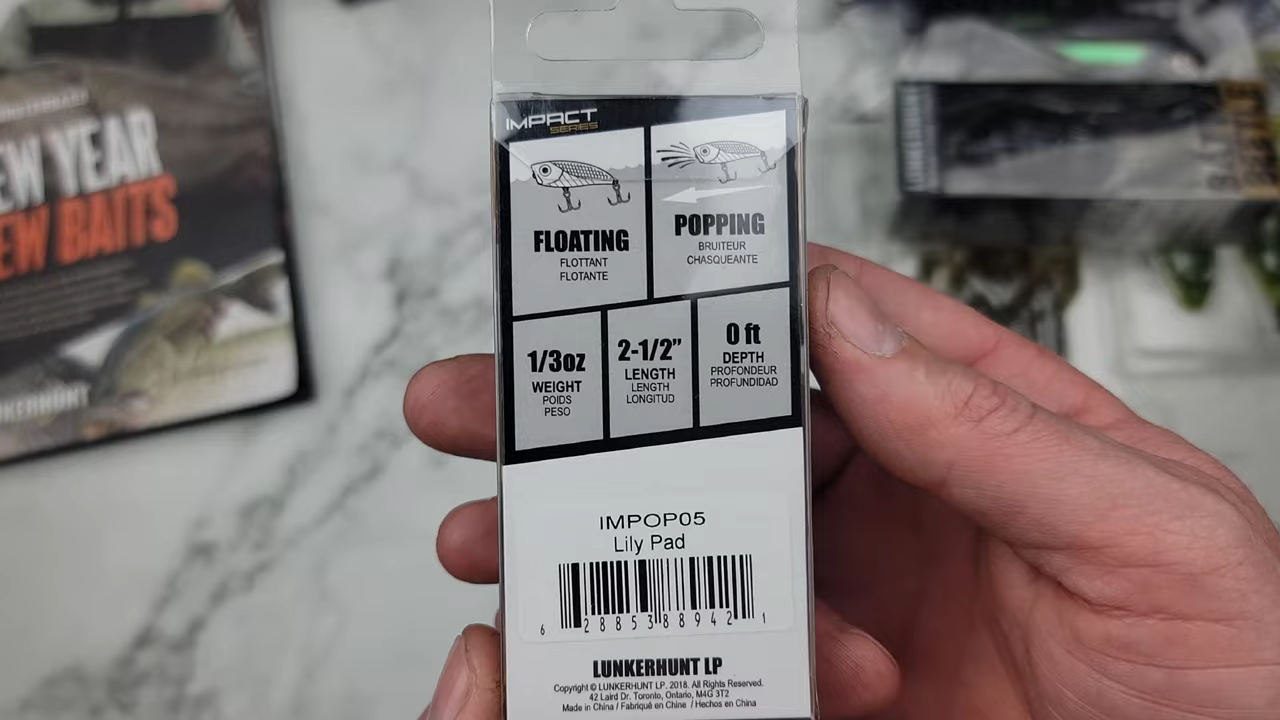 IMPACT
SERIES
FLOATING
FLOTTANT
FLOTANTE
POPPING
BRUITEUR
CHASQUEANTE
1/3oz
WEIGHT
POIDS
PESO
2-1/2”
LENGTH
LENGTH
LONGITUD
0 ft
DEPTH
PROFONDEUR
PROFUNDIDAD
IMPOP05
Lily Pad
6 28853 88942 1
LUNKERHUNT LP
Copyright © LUNKERHUNT LP. 2018. All Rights Reserved.
42 Laird Dr. Toronto, Ontario, M4G 3T2
Made in China / Fabriqué en Chine / Hechos en China
EW YEAR
EW BAITS
NKERHUNT